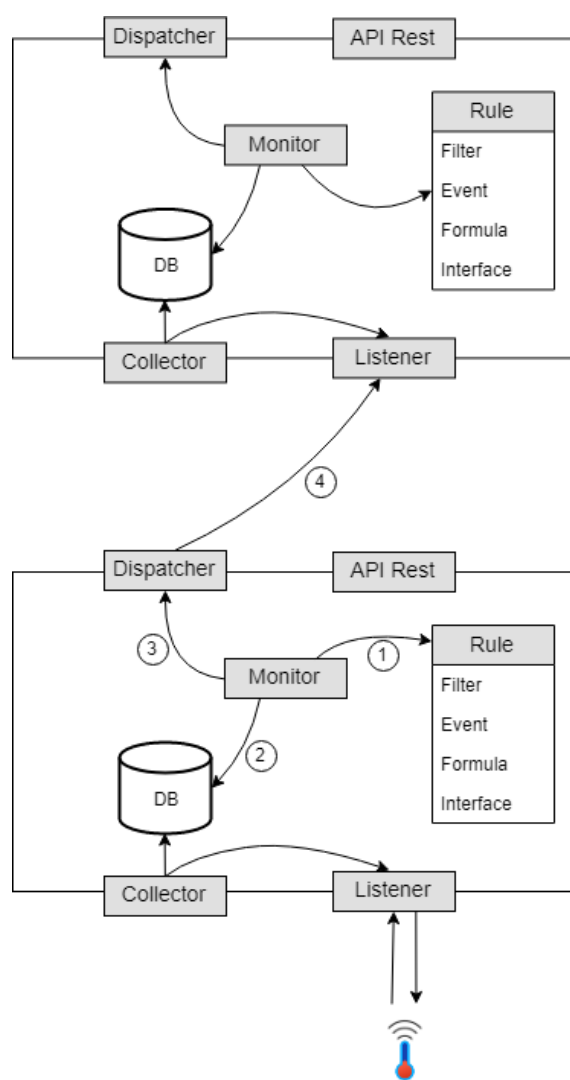 Dispatcher
API Rest
Monitor
Rule
Filter
Event
Formula
Interface
DB
Collector
Listener
4
Dispatcher
API Rest
3
1
Monitor
Rule
Filter
Event
Formula
Interface
2
DB
Collector
Listener